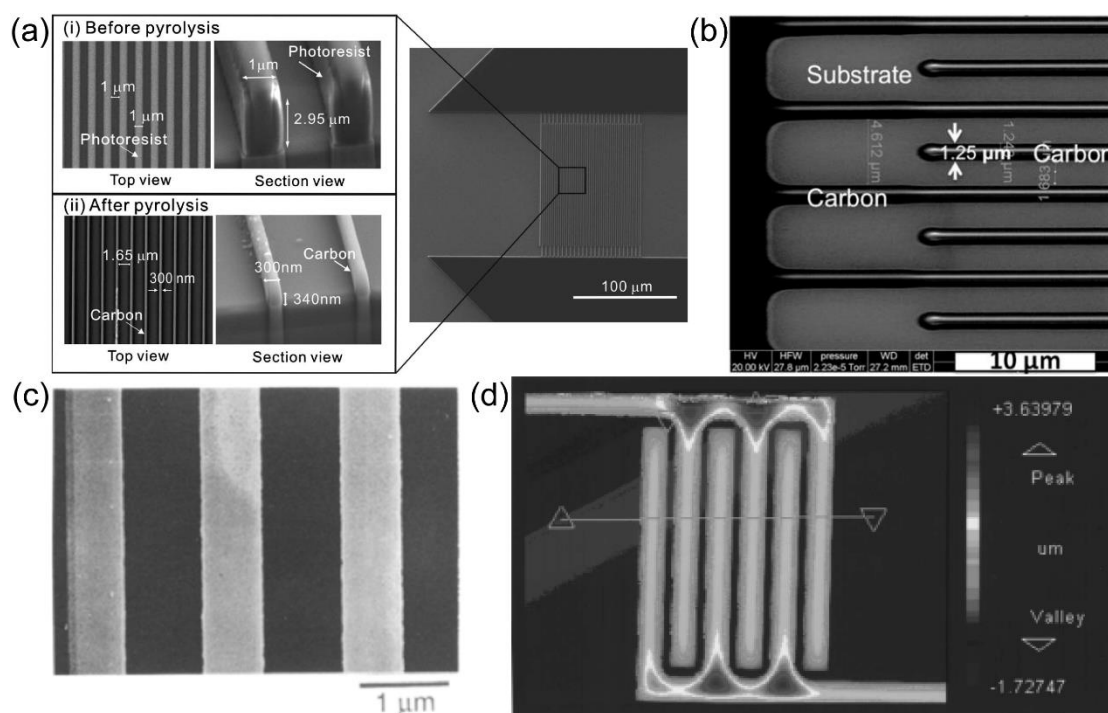 (a)
(i) Before pyrolysis
1 μm
1 μm
Photoresist
Top view
Photoresist
1μm
2.95 μm
Section view
(ii) After pyrolysis
1.65 μm
300 nm
Carbon
Top view
Carbon
300nm
340nm
Section view
100 μm
(b)
Substrate
4.612 μm
1.25 μm
Carbon
Carbon
HV HFW pressure WD det
20.00 kV 27.8 μm 2.23e-5 Torr 27.2 mm ETD
10 μm
(c)
1 μm
(d)
+3.63979
Peak
um
Valley
-1.72747